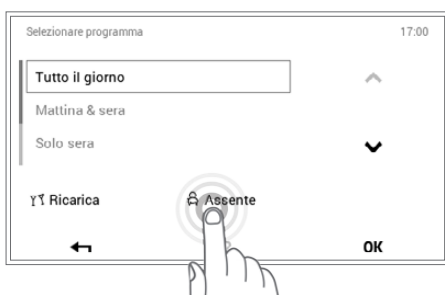 Selezionare programma 17:00
Tutto il giorno
Mattina & sera
Solo sera
Ricarica Assente
OK